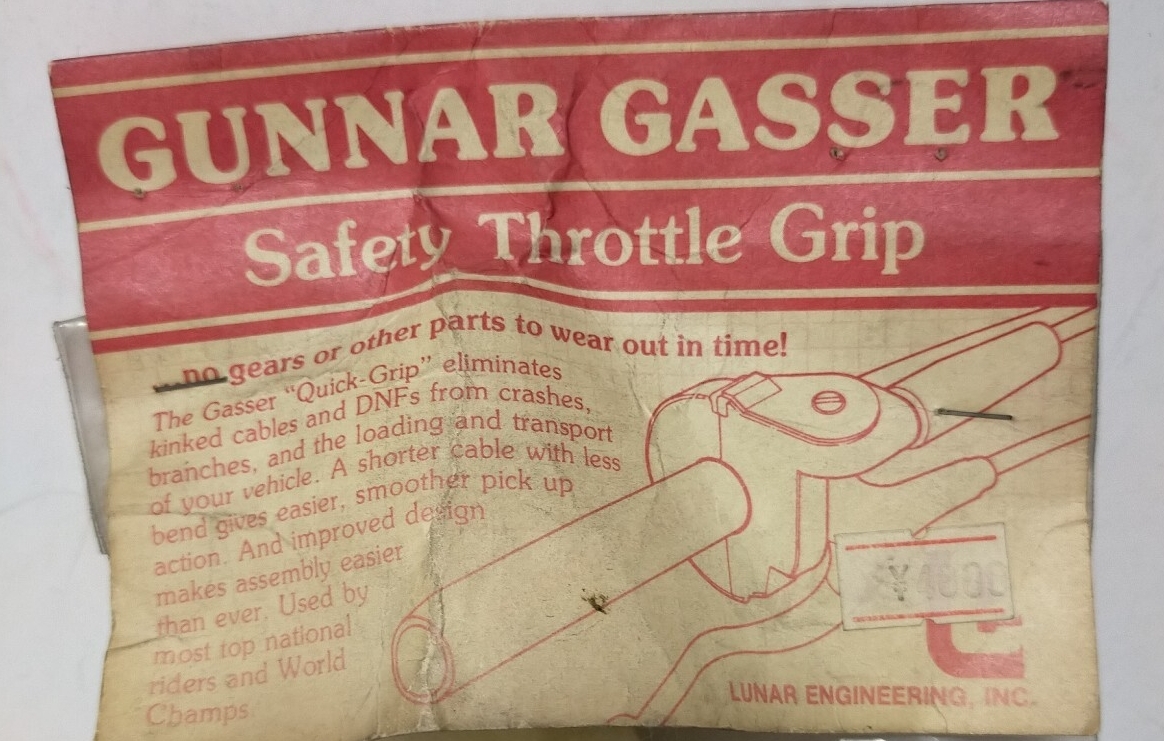 GUNNAR GASSER
Safety Throttle Grip
...no gears or other parts to wear out in time!
The Gasser “Quick-Grip” eliminates
kinked cables and DNFs from crashes,
branches, and the loading and transport
of your vehicle. A shorter cable with less
bend gives easier, smoother pick up
action. And improved design
makes assembly easier
than ever. Used by
most top national
riders and World
Champs
¥
LUNAR ENGINEERING, INC.